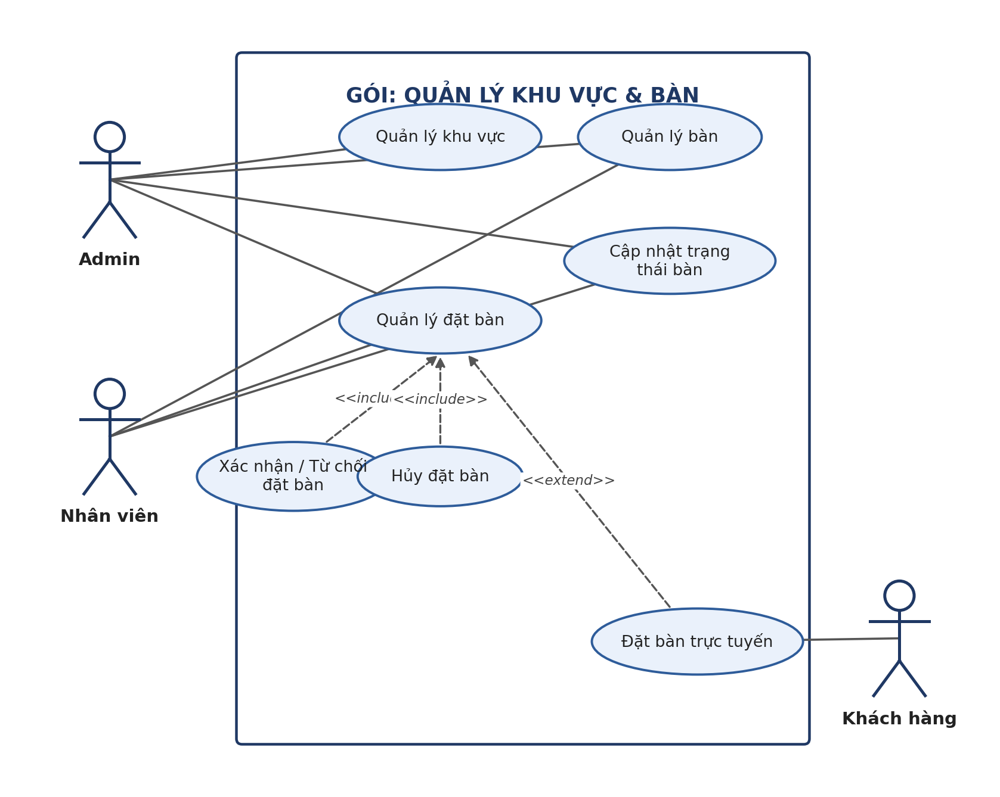 GÓI: QUẢN LÝ KHU VỰC & BÀN
Quản lý khu vực
Quản lý bàn
Admin
Cập nhật trạng
thái bàn
Quản lý đặt bàn
<<inclu
<<include>>
Nhân viên
Xác nhận / Từ chối
đặt bàn
Hủy đặt bàn
<<extend>>
Đặt bàn trực tuyến
Khách hàng